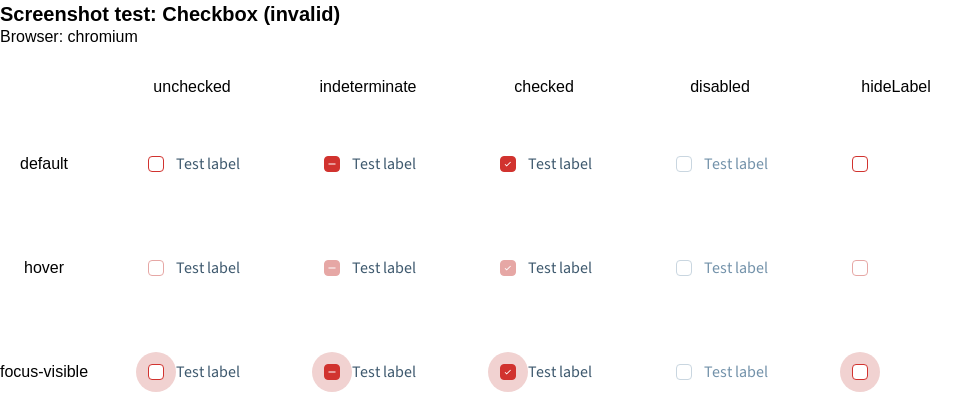 Screenshot test: Checkbox (invalid)
Browser: chromium
unchecked indeterminate checked disabled hideLabel
default Test label Test label Test label Test label
hover Test label Test label Test label Test label
focus-visible Test label Test label Test label Test label